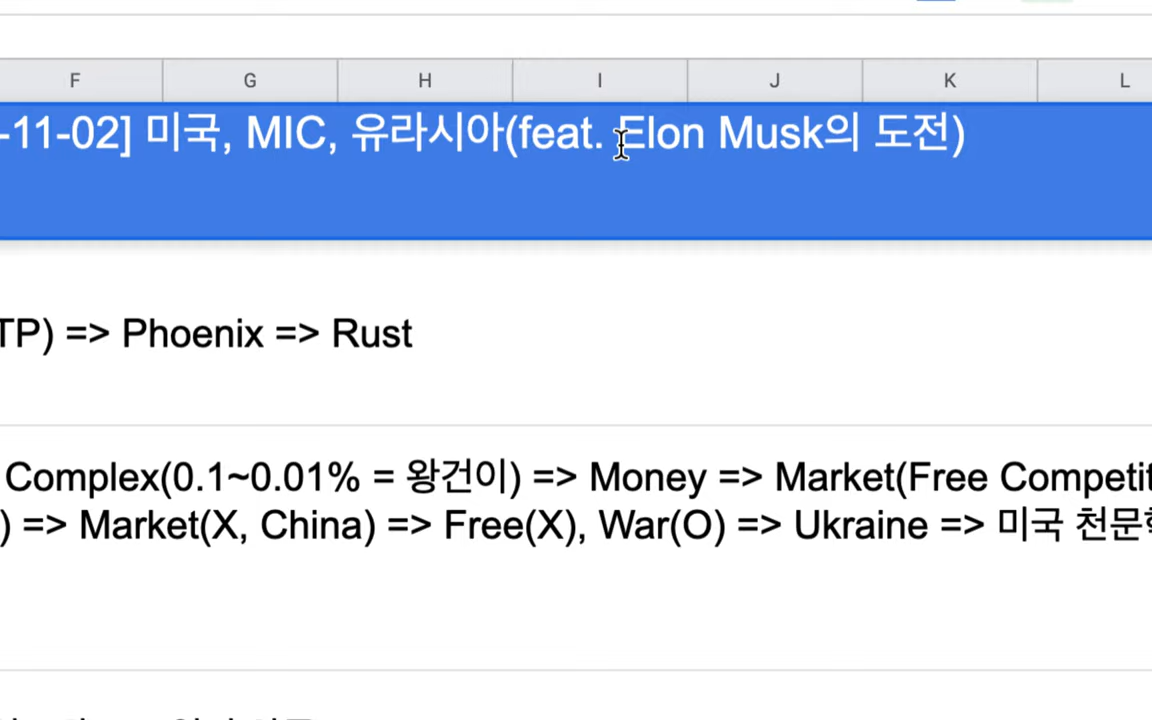 F G H I J K L
-11-02] 미국, MIC, 유라시아(feat. Elon Musk의 도전)
TP) => Phoenix => Rust
Complex(0.1~0.01% = 왕건이) => Money => Market(Free Competit
) => Market(X, China) => Free(X), War(O) => Ukraine => 미국 천문